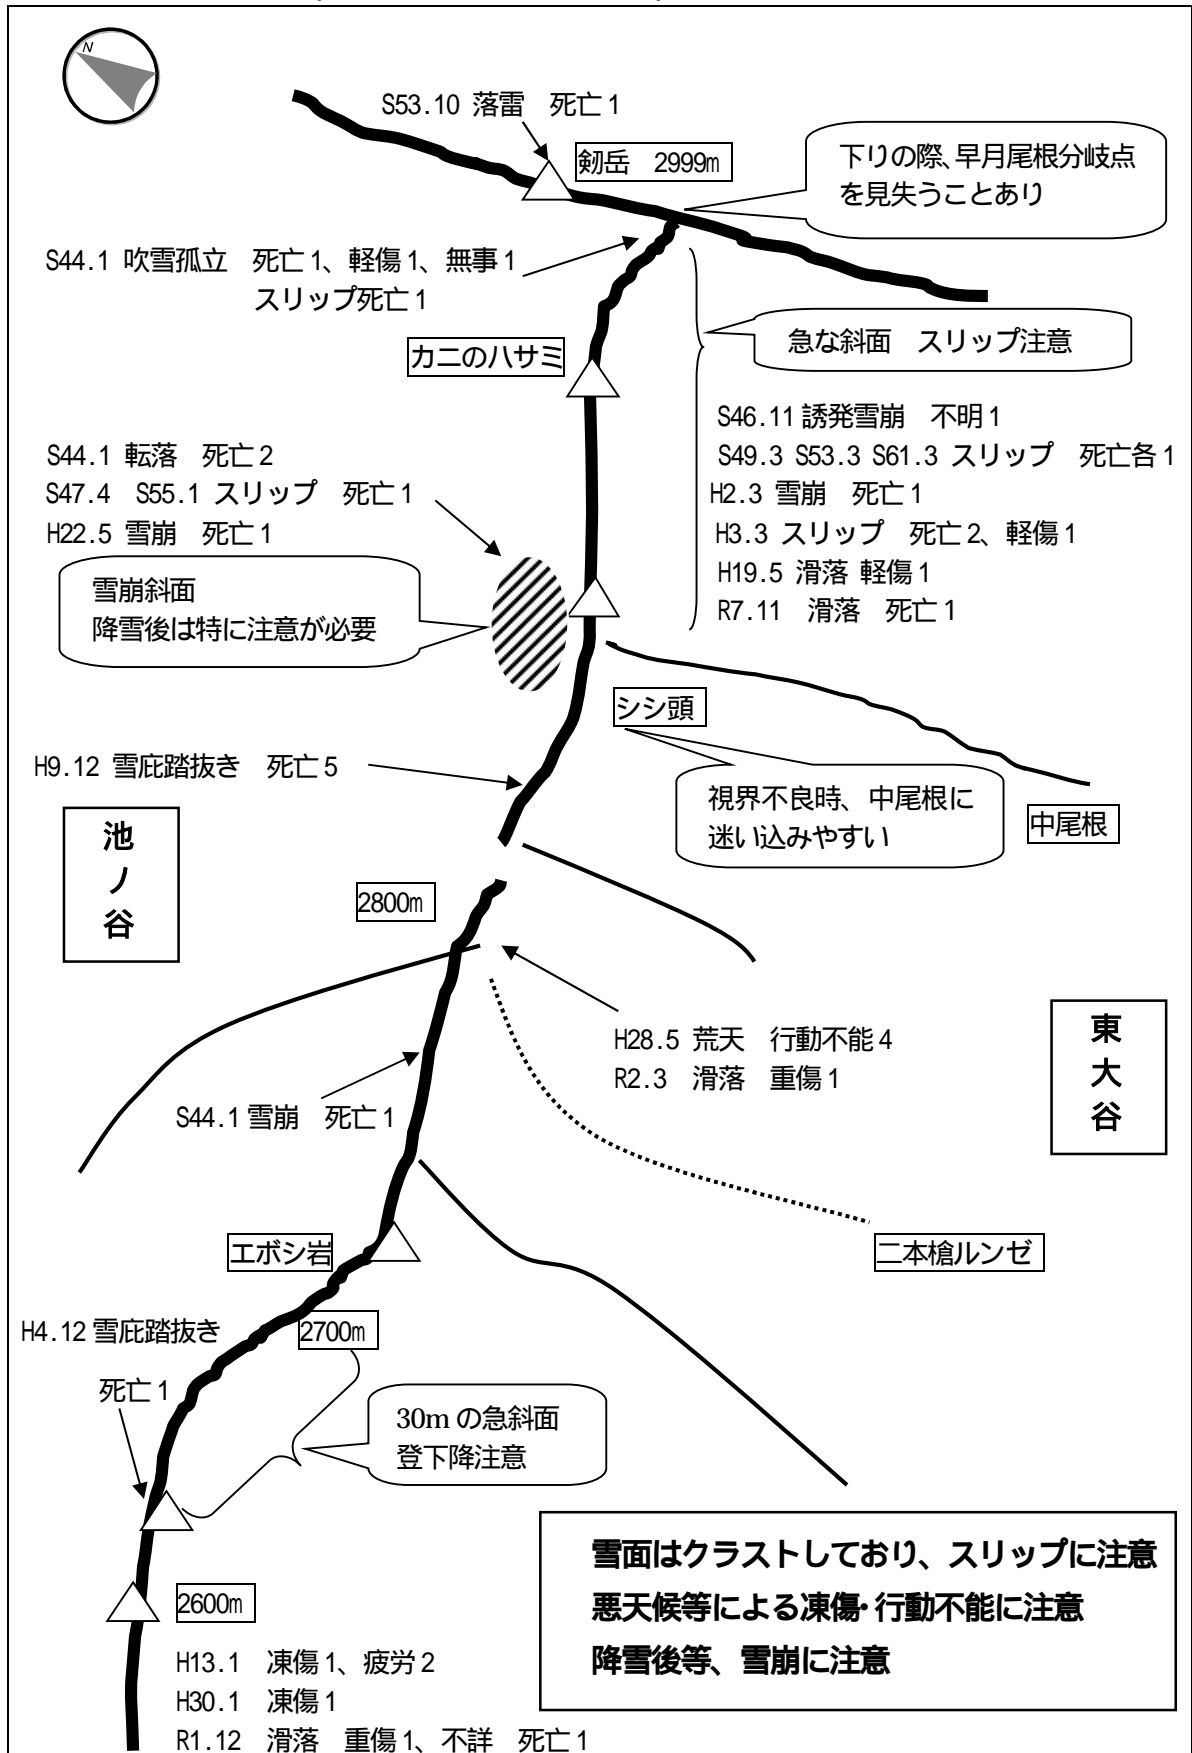 N
S53.10 落雷　死亡1
剱岳　2999m
下りの際、早月尾根分岐点
を見失うことあり
S44.1 吹雪孤立　死亡1、軽傷1、無事1
スリップ死亡1
急な斜面　スリップ注意
カニのハサミ
S46.11 誘発雪崩　不明1
S49.3 S53.3 S61.3 スリップ　死亡各1
H2.3 雪崩　死亡1
H3.3 スリップ　死亡2、軽傷1
H19.5 滑落 軽傷1
R7.11　滑落　死亡1
S44.1 転落　死亡2
S47.4　S55.1 スリップ　死亡1
H22.5 雪崩　死亡1
雪崩斜面
降雪後は特に注意が必要
シシ頭
H9.12 雪庇踏抜き　死亡5
視界不良時、中尾根に
迷い込みやすい
中尾根
池ノ谷
2800m
H28.5 荒天　行動不能4
R2.3　滑落　重傷1
東大谷
S44.1 雪崩　死亡1
エボシ岩
二本槍ルンゼ
H4.12 雪庇踏抜き
死亡1
2700m
30m の急斜面
登下降注意
雪面はクラストしており、スリップに注意
悪天候等による凍傷・行動不能に注意
降雪後等、雪崩に注意
2600m
H13.1　凍傷1、疲労2
H30.1　凍傷1
R1.12　滑落　重傷1、不詳　死亡1